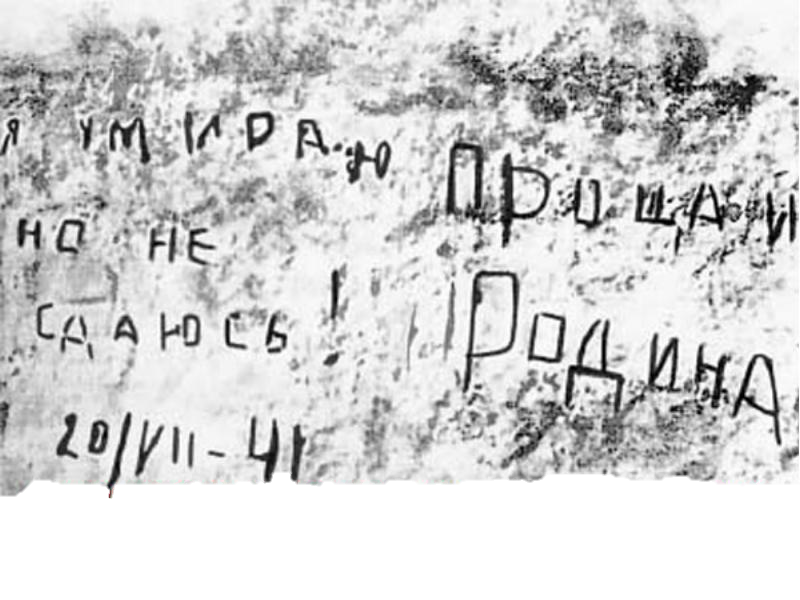 Я УМИРАЮ
НО НЕ
СДАЮСЬ!
ПРОЩАЙ
РОДИНА
20/VII-41